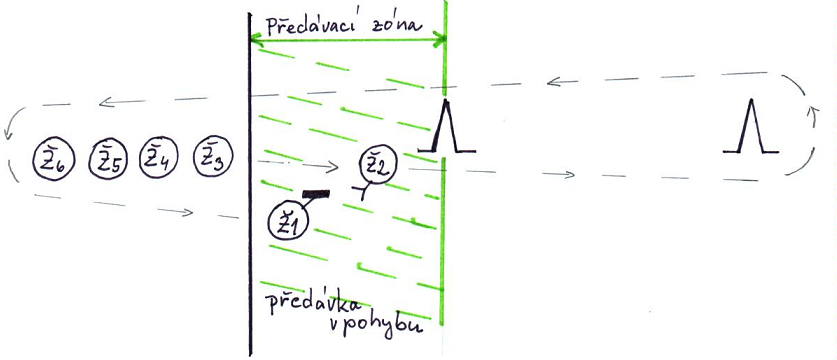 Předávací zóna
Ž6 Ž5 Ž4 Ž3 Ž2
Ž1
předávka
v pohybu